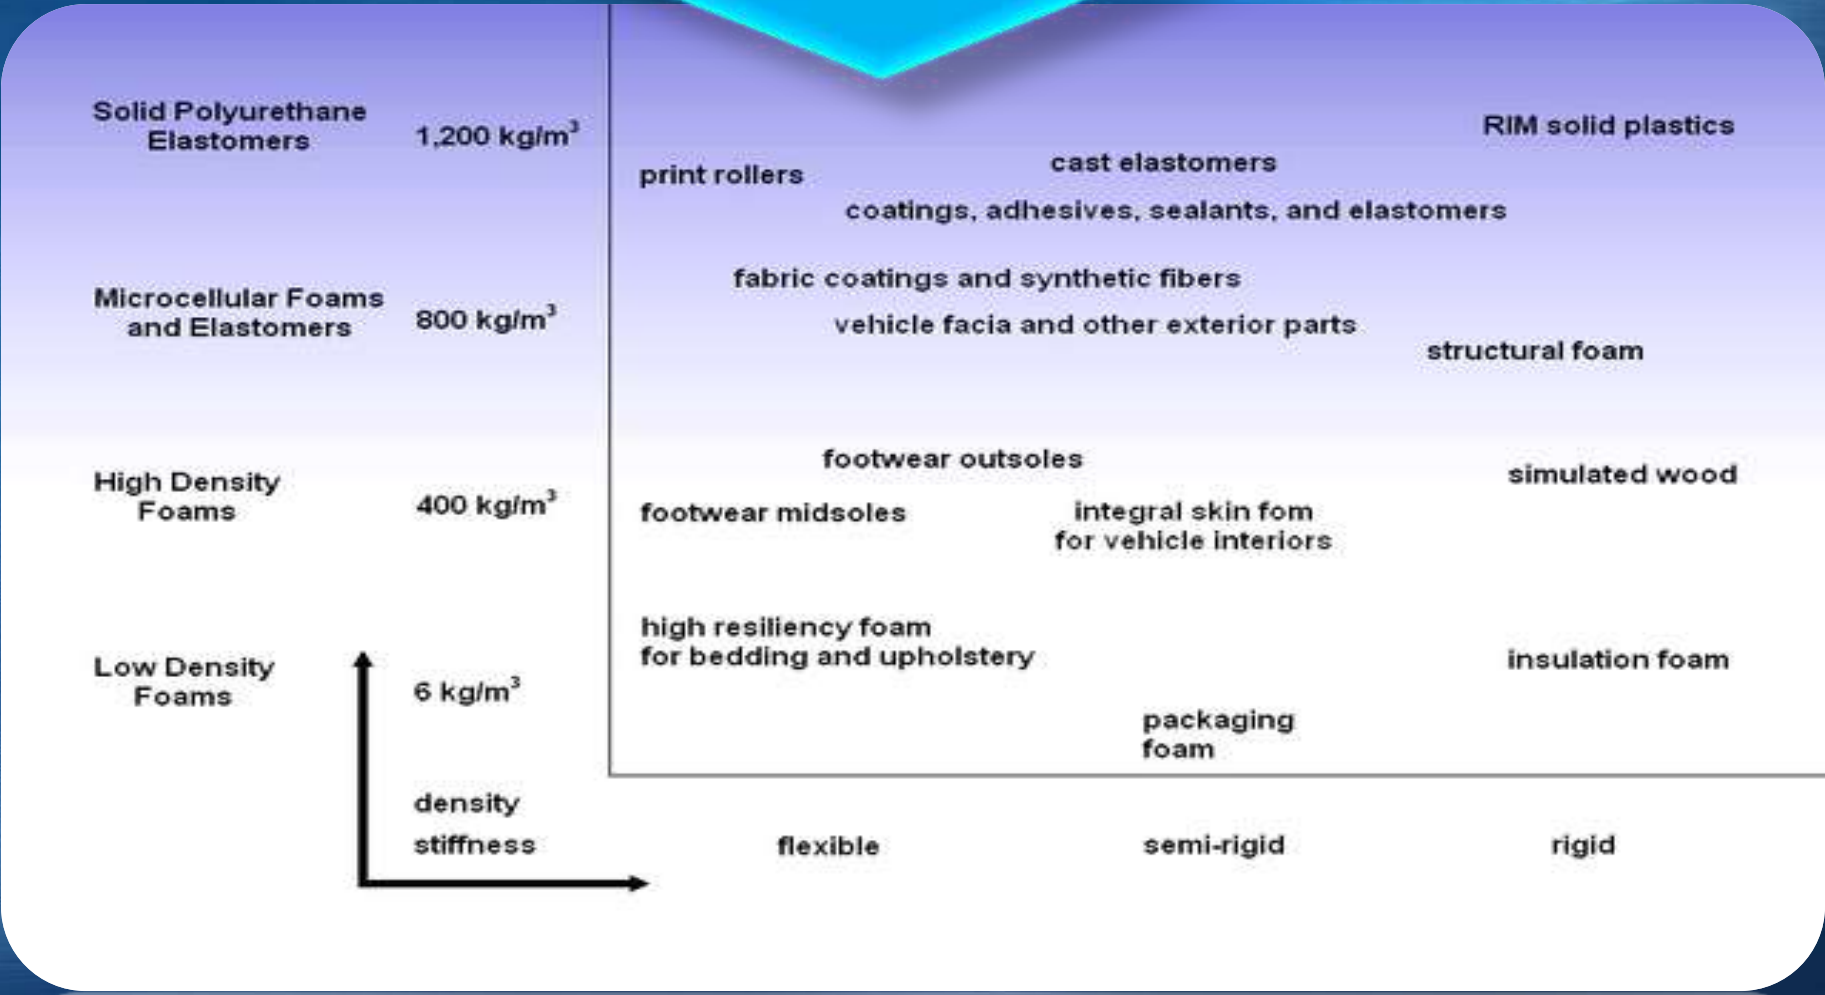 Solid Polyurethane
Elastomers
1,200 kg/m³
RIM solid plastics
cast elastomers
print rollers
coatings, adhesives, sealants, and elastomers
fabric coatings and synthetic fibers
Microcellular Foams
and Elastomers
800 kg/m³
vehicle facia and other exterior parts
structural foam
footwear outsoles
High Density
Foams
400 kg/m³
simulated wood
footwear midsoles
integral skin fom
for vehicle interiors
high resiliency foam
for bedding and upholstery
Low Density
Foams
6 kg/m³
insulation foam
packaging
foam
density
stiffness
flexible
semi-rigid
rigid